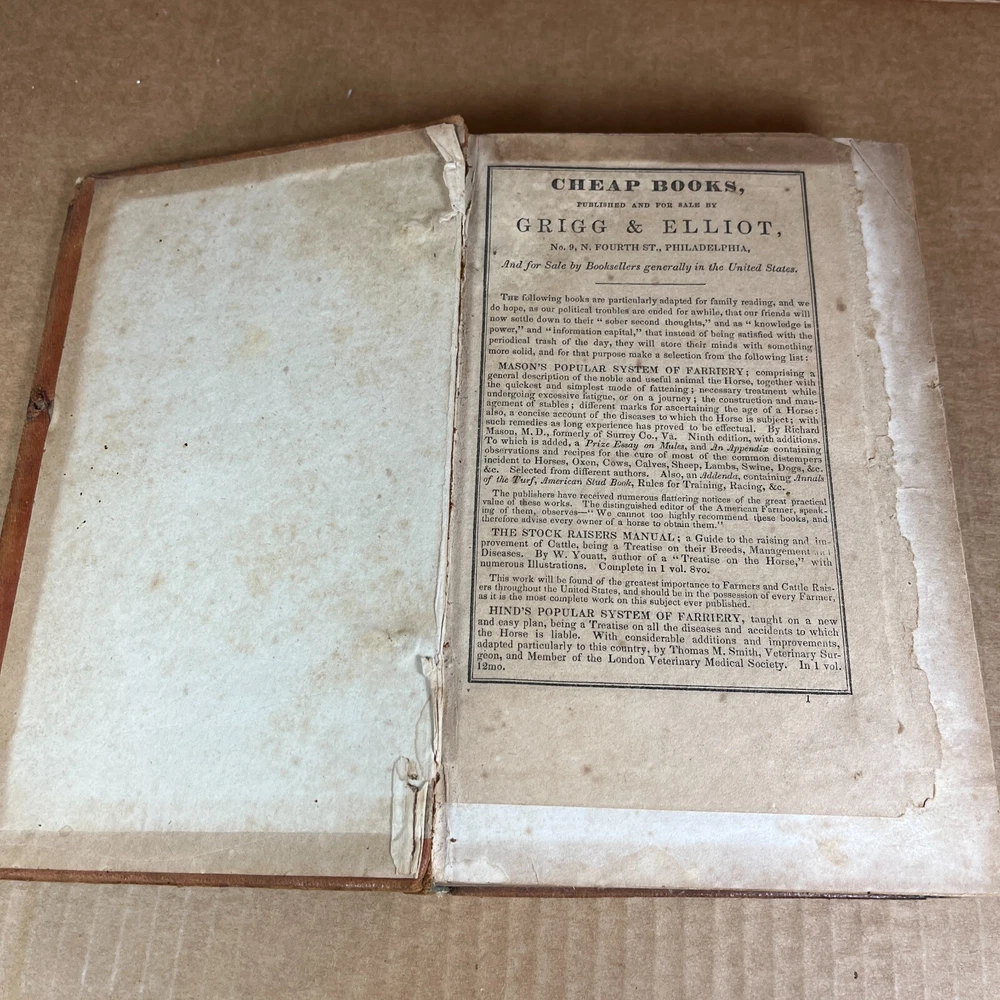 CHEAP BOOKS,
PUBLISHED AND FOR SALE BY
GRIGG & ELLIOT,
No. 9, N. FOURTH ST., PHILADELPHIA,
And for Sale by Booksellers generally in the United States.
THE following books are particularly adapted for family reading, and we
do hope, as our political troubles are ended for awhile, that our friends will
now settle down to their “ sober second thoughts,” and as “ knowledge is
power,” and “ information capital,” that instead of being satisfied with the
periodical trash of the day, they will store their minds with something
more solid, and for that purpose make a selection from the following list :
MASON'S POPULAR SYSTEM OF FARRIERY ; comprising a
general description of the noble and useful animal the Horse, together with
the quickest and simplest mode of fattening ; necessary treatment while
undergoing excessive fatigue, or on a journey ; the construction and man-
agement of stables ; different marks for ascertaining the age of a Horse :
also, a concise account of the diseases to which the Horse is subject ; with
such remedies as long experience has proved to be effectual. By Richard
Mason, M. D., formerly of Surrey Co., Va. Ninth edition, with additions.
To which is added, a Prize Essay on Mules, and An Appendix containing
observations and recipes for the cure of most of the common distempers
incident to Horses, Oxen, Cows, Calves, Sheep, Lambs, Swine, Dogs, &c.
&c. Selected from different authors. Also, an Addenda, containing Annals
of the Turf, American Stud Book, Rules for Training, Racing, &c.
The publishers have received numerous flattering notices of the great practical
value of these works. The distinguished editor of the American Farmer, speak-
ing of them, observes—“ We cannot too highly recommend these books, and
therefore advise every owner of a horse to obtain them.”
THE STOCK RAISERS MANUAL ; a Guide to the raising and im-
provement of Cattle, being a Treatise on their Breeds, Management and
Diseases. By W. Youatt, author of a “ Treatise on the Horse,” with
numerous Illustrations. Complete in 1 vol. 8vo.
This work will be found of the greatest importance to Farmers and Cattle Rais-
ers throughout the United States, and should be in the possession of every Farmer,
as it is the most complete work on this subject ever published.
HIND'S POPULAR SYSTEM OF FARRIERY, taught on a new
and easy plan, being a Treatise on all the diseases and accidents to which
the Horse is liable. With considerable additions and improvements,
adapted particularly to this country, by Thomas M. Smith, Veterinary Sur-
geon, and Member of the London Veterinary Medical Society. In 1 vol.
12mo.
1